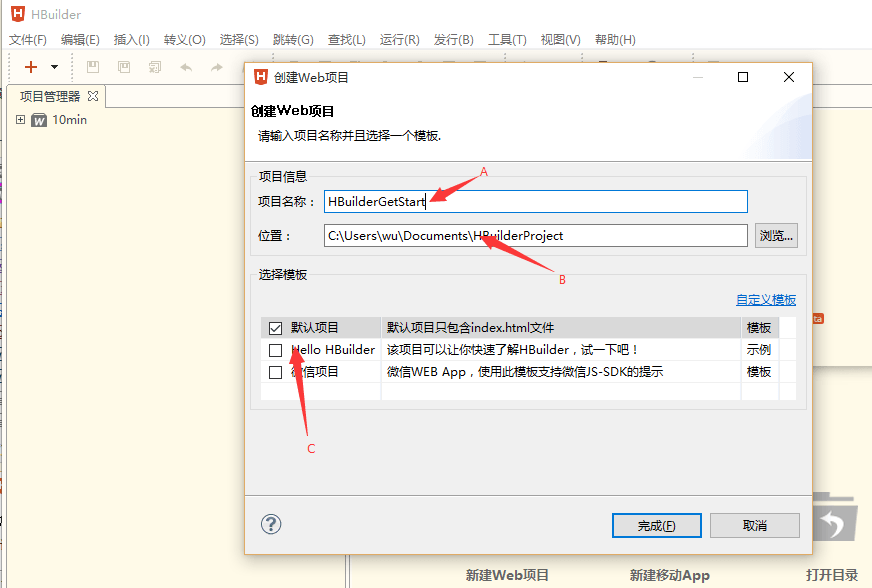 HBuilder
文件(F) 编辑(E) 插入(I) 转义(O) 选择(S) 跳转(G) 查找(L) 运行(R) 发行(B) 工具(T) 视图(V) 帮助(H)
项目管理器
10min
创建Web项目
创建Web项目
请输入项目名称并且选择一个模板.
项目信息
A
项目名称： HBuilderGetStart
位置： C:\Users\wu\Documents\HBuilderProject 浏览...
B
选择模板
自定义模板
默认项目 默认项目只包含index.html文件 模板
Hello HBuilder 该项目可以让你快速了解HBuilder，试一下吧！ 示例
微信项目 微信WEB App，使用此模板支持微信JS-SDK的提示 模板
C
完成(F) 取消
新建Web项目 新建移动App 打开目录